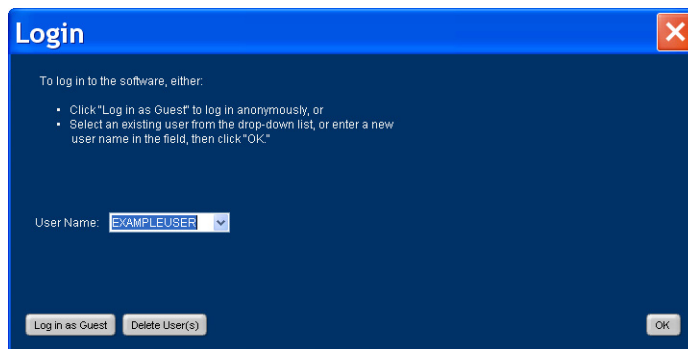 Login
To log in to the software, either:
• Click "Log in as Guest" to log in anonymously, or
• Select an existing user from the drop-down list, or enter a new
user name in the field, then click "OK."
User Name: EXAMPLEUSER
Log in as Guest Delete User(s) OK